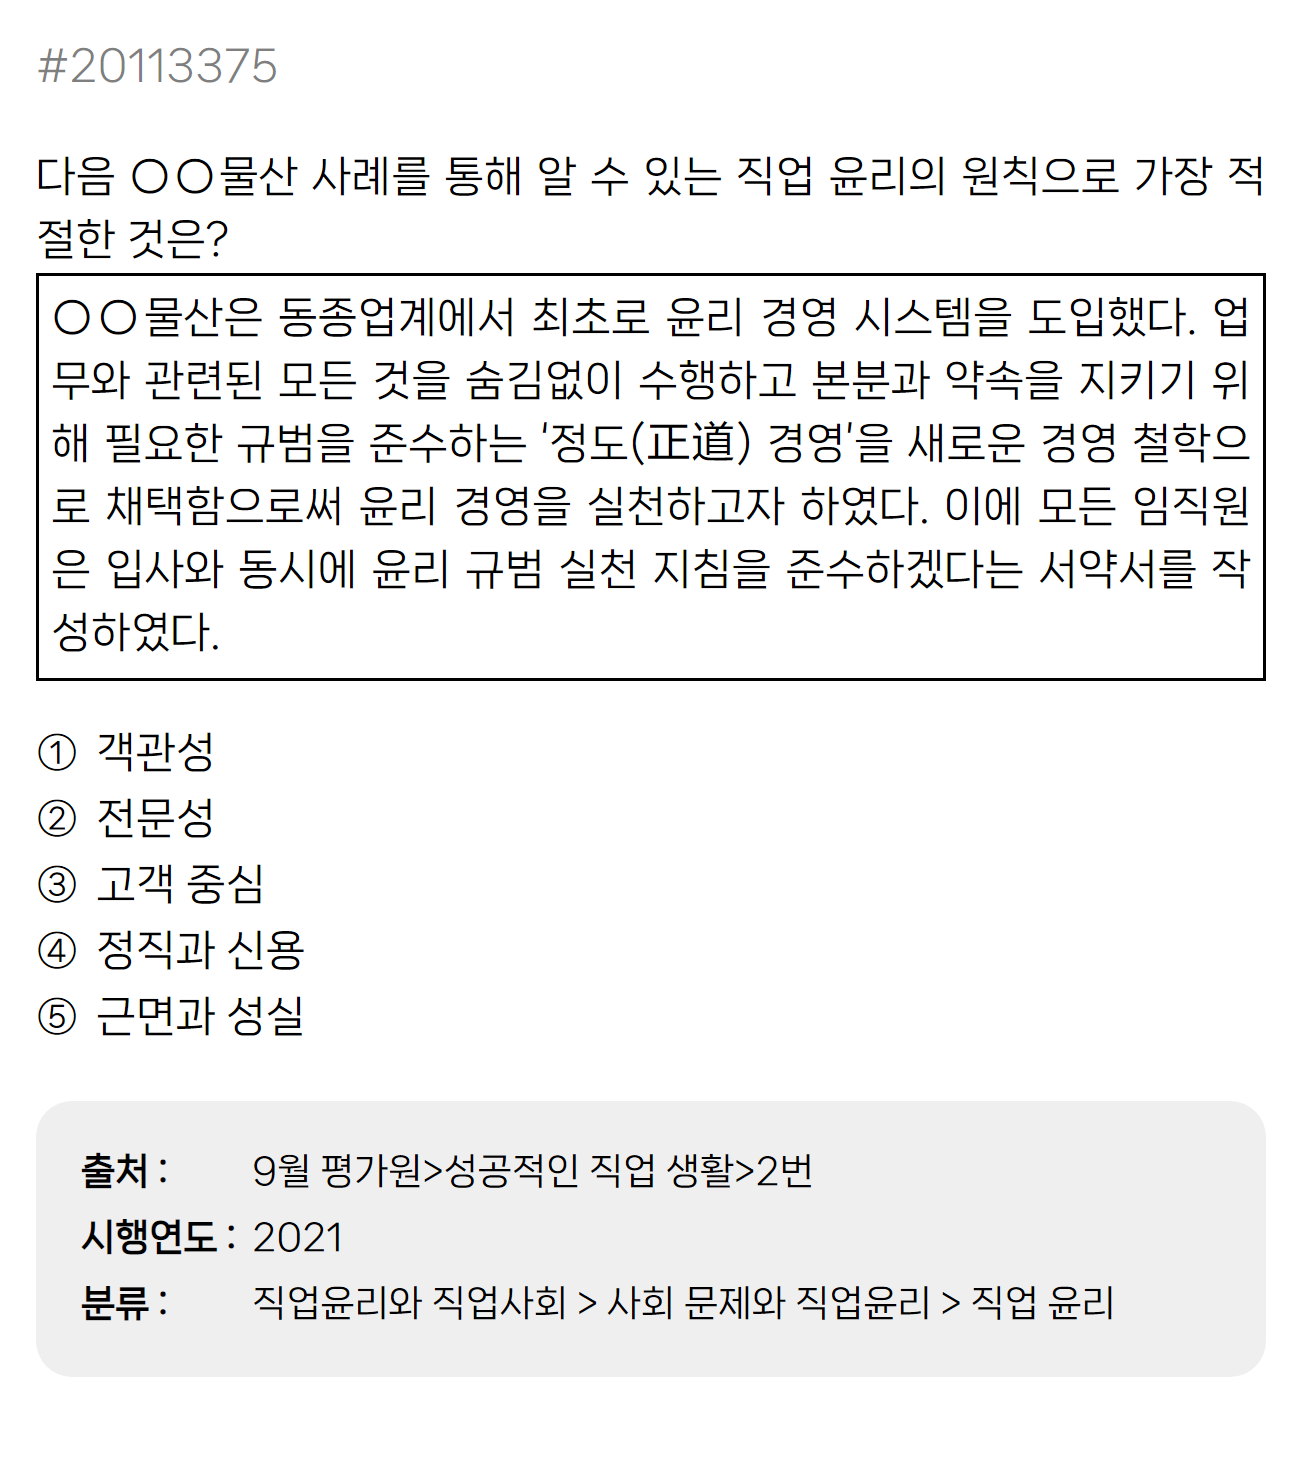 #20113375
다음 ○○물산 사례를 통해 알 수 있는 직업 윤리의 원칙으로 가장 적
절한 것은?
○○물산은 동종업계에서 최초로 윤리 경영 시스템을 도입했다. 업
무와 관련된 모든 것을 숨김없이 수행하고 본분과 약속을 지키기 위
해 필요한 규범을 준수하는 ‘정도(正道) 경영’을 새로운 경영 철학으
로 채택함으로써 윤리 경영을 실천하고자 하였다. 이에 모든 임직원
은 입사와 동시에 윤리 규범 실천 지침을 준수하겠다는 서약서를 작
성하였다.
① 객관성
② 전문성
③ 고객 중심
④ 정직과 신용
⑤ 근면과 성실
출처 : 9월 평가원>성공적인 직업 생활>2번
시행연도 : 2021
분류 : 직업윤리와 직업사회 > 사회 문제와 직업윤리 > 직업 윤리